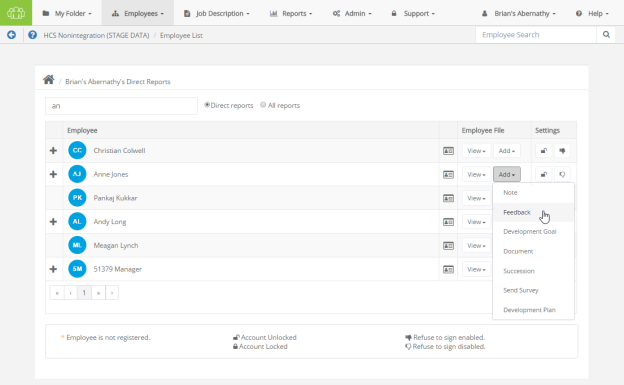 My Folder Employees Job Description Reports Admin Support Brian's Abernathy Help
HCS Nonintegration (STAGE DATA) / Employee List Employee Search
/ Brian's Abernathy's Direct Reports
an Direct reports All reports
Employee Employee File Settings
CC Christian Colwell View Add
AJ Anne Jones View Add
PK Pankaj Kukkar View
AL Andy Long View
ML Meagan Lynch View
5M 51379 Manager View
Note
Feedback
Development Goal
Document
Succession
Send Survey
Development Plan
« ‹ 1 » ›
* Employee is not registered. Account Unlocked Refuse to sign enabled.
Account Locked Refuse to sign disabled.